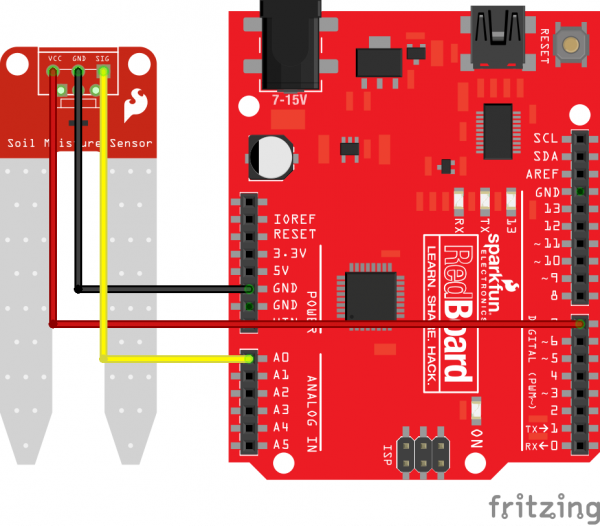 VCC GND SIG
Soil Moisture Sensor
7-15V
RESET
SCL
SDA
AREF
GND
13
12
~11
~10
~9
8
RX
TX
13
IOREF
RESET
3.3V
5V
GND
GND
VIN
POWER
sparkfun
ELECTRONICS
RedBoard
LEARN. SHARE. HACK.
7
~6
~5
4
~3
2
TX→1
RX←0
DIGITAL (PWM~)
A0
A1
A2
A3
A4
A5
ANALOG IN
ISP
ON
fritzing